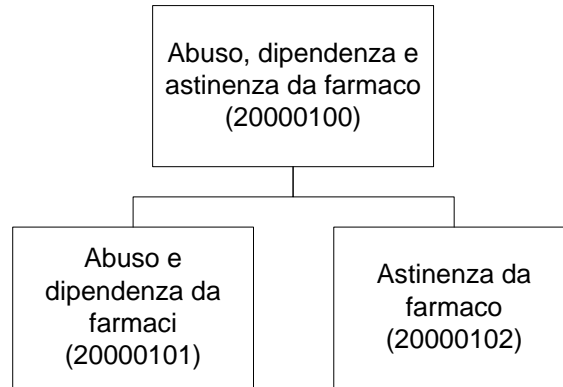 Abuso, dipendenza e
astinenza da farmaco
(20000100)
Abuso e
dipendenza da
farmaci
(20000101)
Astinenza da
farmaco
(20000102)